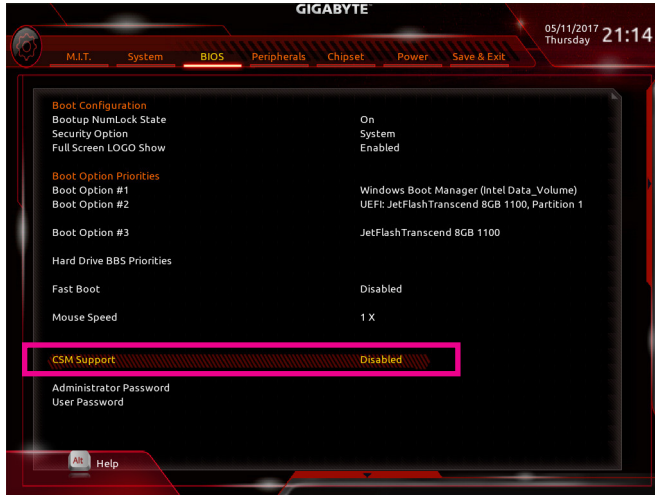 GIGABYTE™
05/11/2017
Thursday 21:14
M.I.T. System BIOS Peripherals Chipset Power Save & Exit
Boot Configuration
Bootup NumLock State On
Security Option System
Full Screen LOGO Show Enabled
Boot Option Priorities
Boot Option #1 Windows Boot Manager (Intel Data_Volume)
Boot Option #2 UEFI: JetFlashTranscend 8GB 1100, Partition 1
Boot Option #3 JetFlashTranscend 8GB 1100
Hard Drive BBS Priorities
Fast Boot Disabled
Mouse Speed 1 X
CSM Support Disabled
Administrator Password
User Password
Alt Help